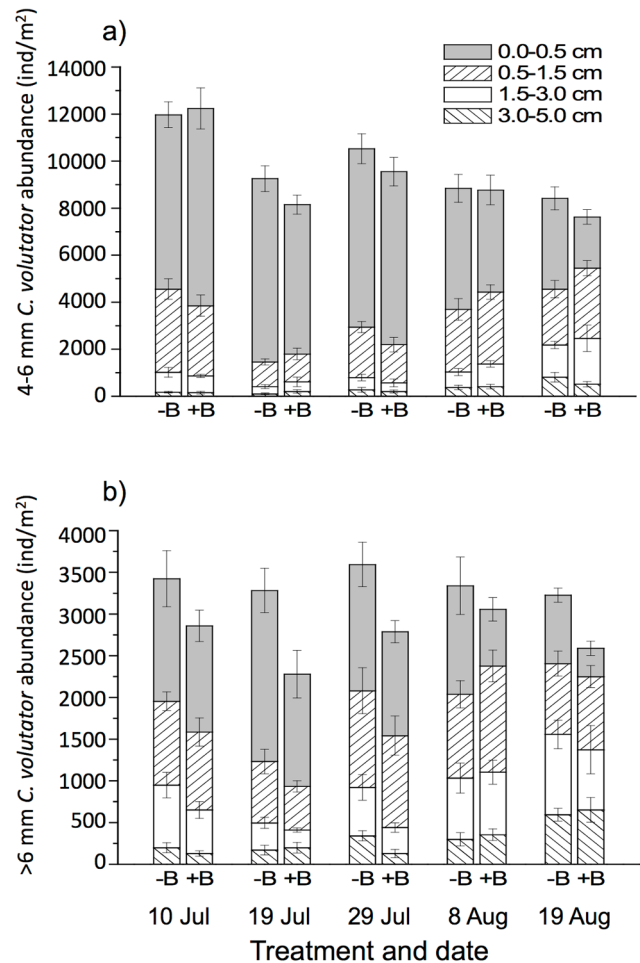 a)
0.0-0.5 cm
0.5-1.5 cm
1.5-3.0 cm
3.0-5.0 cm
4-6 mm C. volutator abundance (ind/m²)
14000
12000
10000
8000
6000
4000
2000
0
-B +B -B +B -B +B -B +B -B +B
b)
>6 mm C. volutator abundance (ind/m²)
4000
3500
3000
2500
2000
1500
1000
500
0
-B +B -B +B -B +B -B +B -B +B
10 Jul 19 Jul 29 Jul 8 Aug 19 Aug
Treatment and date